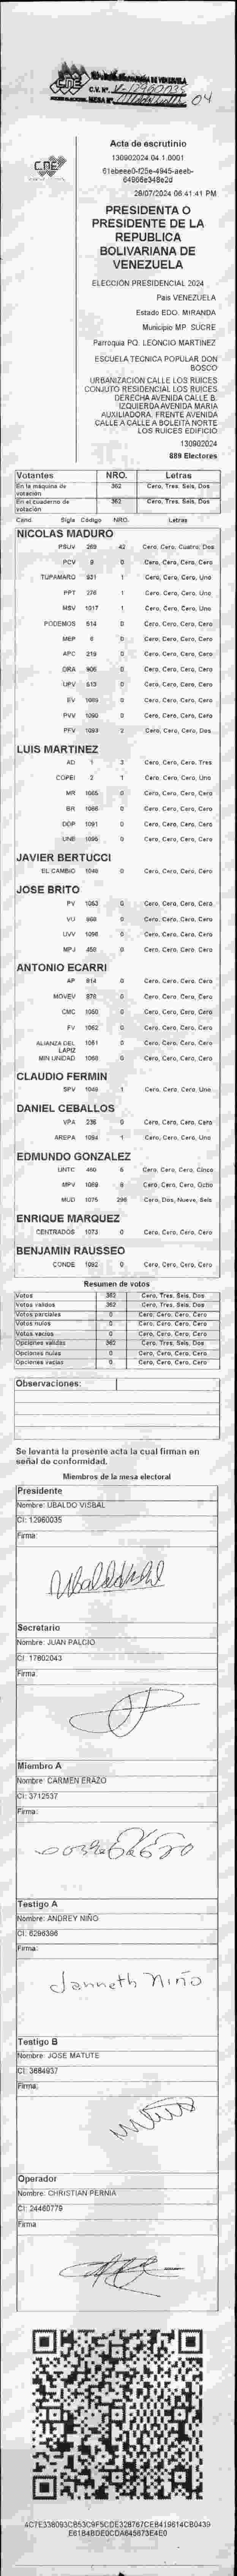 CNE
04
CNE
Acta de escrutinio
130902024.04.1.0001
28/07/2024 06:41:41 PM
PRESIDENTA O
PRESIDENTE DE LA
REPUBLICA
BOLIVARIANA DE
VENEZUELA
ELECCIÓN PRESIDENCIAL 2024
Pais VENEZUELA
Estado EDO. MIRANDA
Municipio MP. SUCRE
Parroquia PQ. LEONCIO MARTINEZ
ESCUELA TECNICA POPULAR DON
BOSCO
URBANIZACIÓN CALLE LOS RUICES
CONJUTO RESIDENCIAL LOS RUICES
DERECHA AVENIDA CALLE B.
IZQUIERDA AVENIDA MARIA
AUXILIADORA. FRENTE AVENIDA
CALLE A CALLE A BOLEITA NORTE
LOS RUICES EDIFICIO
130902024
889 Electores
Votantes NRO. Letras
En la máquina de votación 362 Cero, Tres, Seis, Dos
En el cuaderno de votación 362 Cero, Tres, Seis, Dos
Cand. Sigla Código NRO. Letras
NICOLAS MADURO
PSUV 269 42 Cero, Cero, Cuatro, Dos
PCV 9 0 Cero, Cero, Cero, Cero
TUPAMARO 931 1 Cero, Cero, Cero, Uno
PPT 276 1 Cero, Cero, Cero, Uno
MSV 1017 1 Cero, Cero, Cero, Uno
PODEMOS 514 0 Cero, Cero, Cero, Cero
MEP 6 0 Cero, Cero, Cero, Cero
APC 219 0 Cero, Cero, Cero, Cero
ORA 906 0 Cero, Cero, Cero, Cero
UPV 513 0 Cero, Cero, Cero, Cero
EV 1089 0 Cero, Cero, Cero, Cero
PVV 1090 0 Cero, Cero, Cero, Cero
PFV 1093 2 Cero, Cero, Cero, Dos
LUIS MARTINEZ
AD 1 3 Cero, Cero, Cero, Tres
COPEI 2 1 Cero, Cero, Cero, Uno
MR 1065 0 Cero, Cero, Cero, Cero
BR 1066 0 Cero, Cero, Cero, Cero
DDP 1091 0 Cero, Cero, Cero, Cero
UNE 1095 0 Cero, Cero, Cero, Cero
JAVIER BERTUCCI
EL CAMBIO 1048 0 Cero, Cero, Cero, Cero
JOSE BRITO
PV 1053 0 Cero, Cero, Cero, Cero
VU 960 0 Cero, Cero, Cero, Cero
UVV 1096 0 Cero, Cero, Cero, Cero
MPJ 458 0 Cero, Cero, Cero, Cero
ANTONIO ECARRI
AP 914 0 Cero, Cero, Cero, Cero
MOVEV 978 0 Cero, Cero, Cero, Cero
CMC 1050 0 Cero, Cero, Cero, Cero
FV 1062 0 Cero, Cero, Cero, Cero
ALIANZA DEL LAPIZ 1061 0 Cero, Cero, Cero, Cero
MIN UNIDAD 1068 0 Cero, Cero, Cero, Cero
CLAUDIO FERMIN
SPV 1049 1 Cero, Cero, Cero, Uno
DANIEL CEBALLOS
VPA 236 0 Cero, Cero, Cero, Cero
AREPA 1094 1 Cero, Cero, Cero, Uno
EDMUNDO GONZALEZ
UNTC 460 5 Cero, Cero, Cero, Cinco
MPV 1069 8 Cero, Cero, Cero, Ocho
MUD 1075 296 Cero, Dos, Nueve, Seis
ENRIQUE MARQUEZ
CENTRADOS 1073 0 Cero, Cero, Cero, Cero
BENJAMIN RAUSSEO
CONDE 1092 0 Cero, Cero, Cero, Cero
Resumen de votos
Votos 362 Cero, Tres, Seis, Dos
Votos válidos 362 Cero, Tres, Seis, Dos
Votos parciales 0 Cero, Cero, Cero, Cero
Votos nulos 0 Cero, Cero, Cero, Cero
Votos vacíos 0 Cero, Cero, Cero, Cero
Opciones válidas 362 Cero, Tres, Seis, Dos
Opciones nulas 0 Cero, Cero, Cero, Cero
Opciones vacías 0 Cero, Cero, Cero, Cero
Observaciones:
Se levanta la presente acta la cual firman en
señal de conformidad.
Miembros de la mesa electoral
Presidente
Nombre: UBALDO VISBAL
CI: 12960035
Firma:
Secretario
Nombre: JUAN PALCIO
CI: 17802043
Firma:
Miembro A
Nombre: CARMEN ERAZO
CI: 3712537
Firma:
Testigo A
Nombre: ANDREY NIÑO
CI: 6296396
Firma:
Janneth Niño
Testigo B
Nombre: JOSE MATUTE
CI: 3684937
Firma:
Operador
Nombre: CHRISTIAN PERNIA
CI: 24460779
Firma